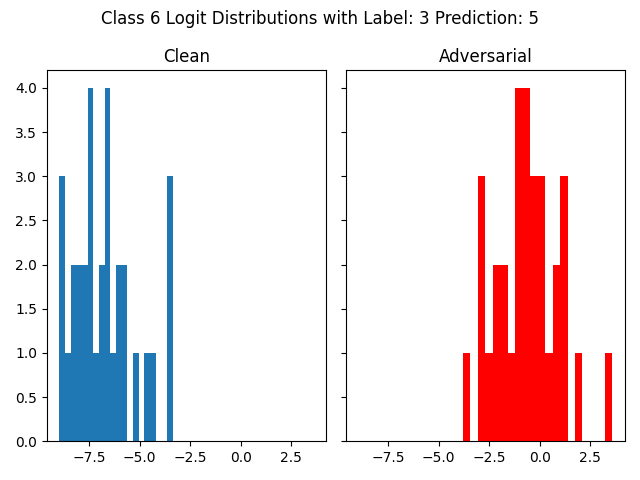 Class 6 Logit Distributions with Label: 3 Prediction: 5
Clean
Adversarial
4.0
3.5
3.0
2.5
2.0
1.5
1.0
0.5
0.0
−7.5 −5.0 −2.5 0.0 2.5
−7.5 −5.0 −2.5 0.0 2.5